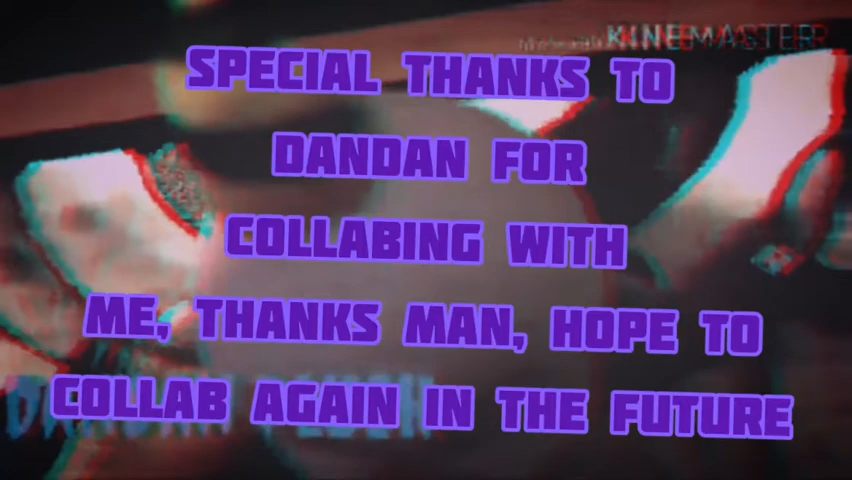 KINEMASTER
SPECIAL THANKS TO
DANDAN FOR
COLLABING WITH
ME, THANKS MAN, HOPE TO
COLLAB AGAIN IN THE FUTURE